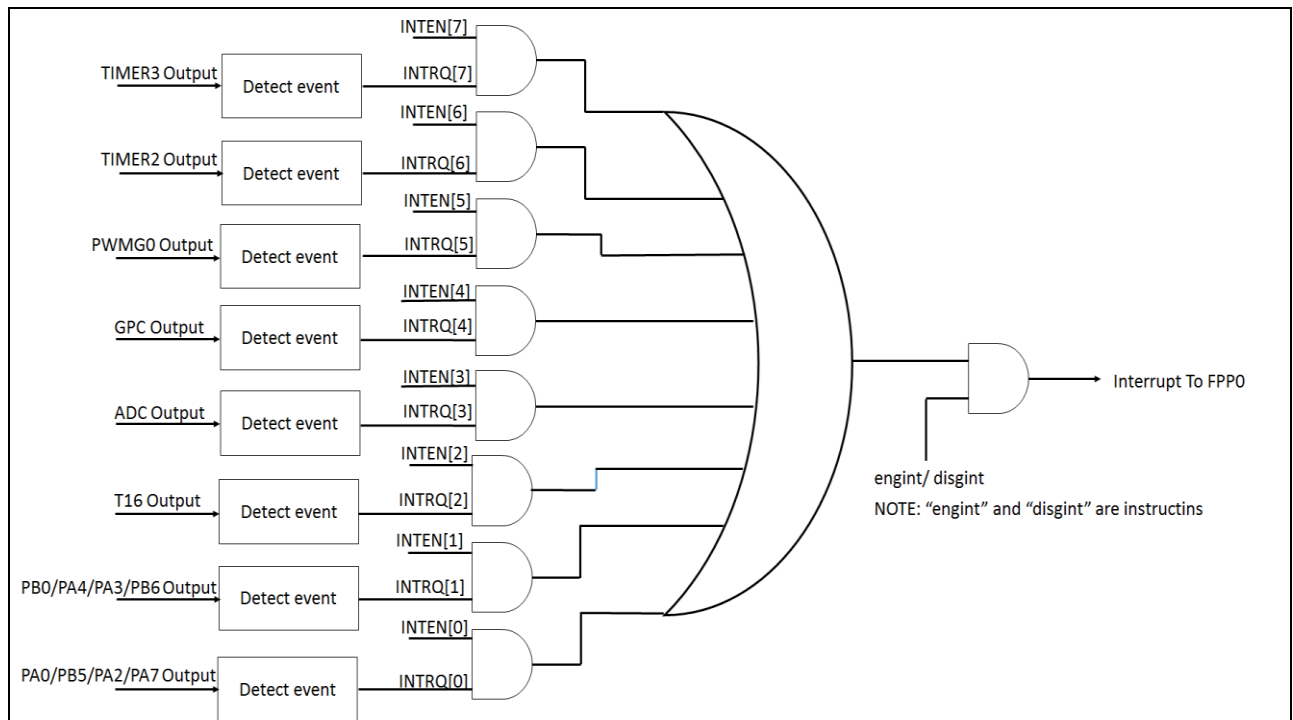 INTEN[7]
TIMER3 Output
Detect event
INTRQ[7]
INTEN[6]
TIMER2 Output
Detect event
INTRQ[6]
INTEN[5]
PWMG0 Output
Detect event
INTRQ[5]
INTEN[4]
GPC Output
Detect event
INTRQ[4]
INTEN[3]
ADC Output
Detect event
INTRQ[3]
INTEN[2]
T16 Output
Detect event
INTRQ[2]
INTEN[1]
PB0/PA4/PA3/PB6 Output
Detect event
INTRQ[1]
INTEN[0]
PA0/PB5/PA2/PA7 Output
Detect event
INTRQ[0]
Interrupt To FPP0
engint/ disgint
NOTE: “engint” and “disgint” are instructins